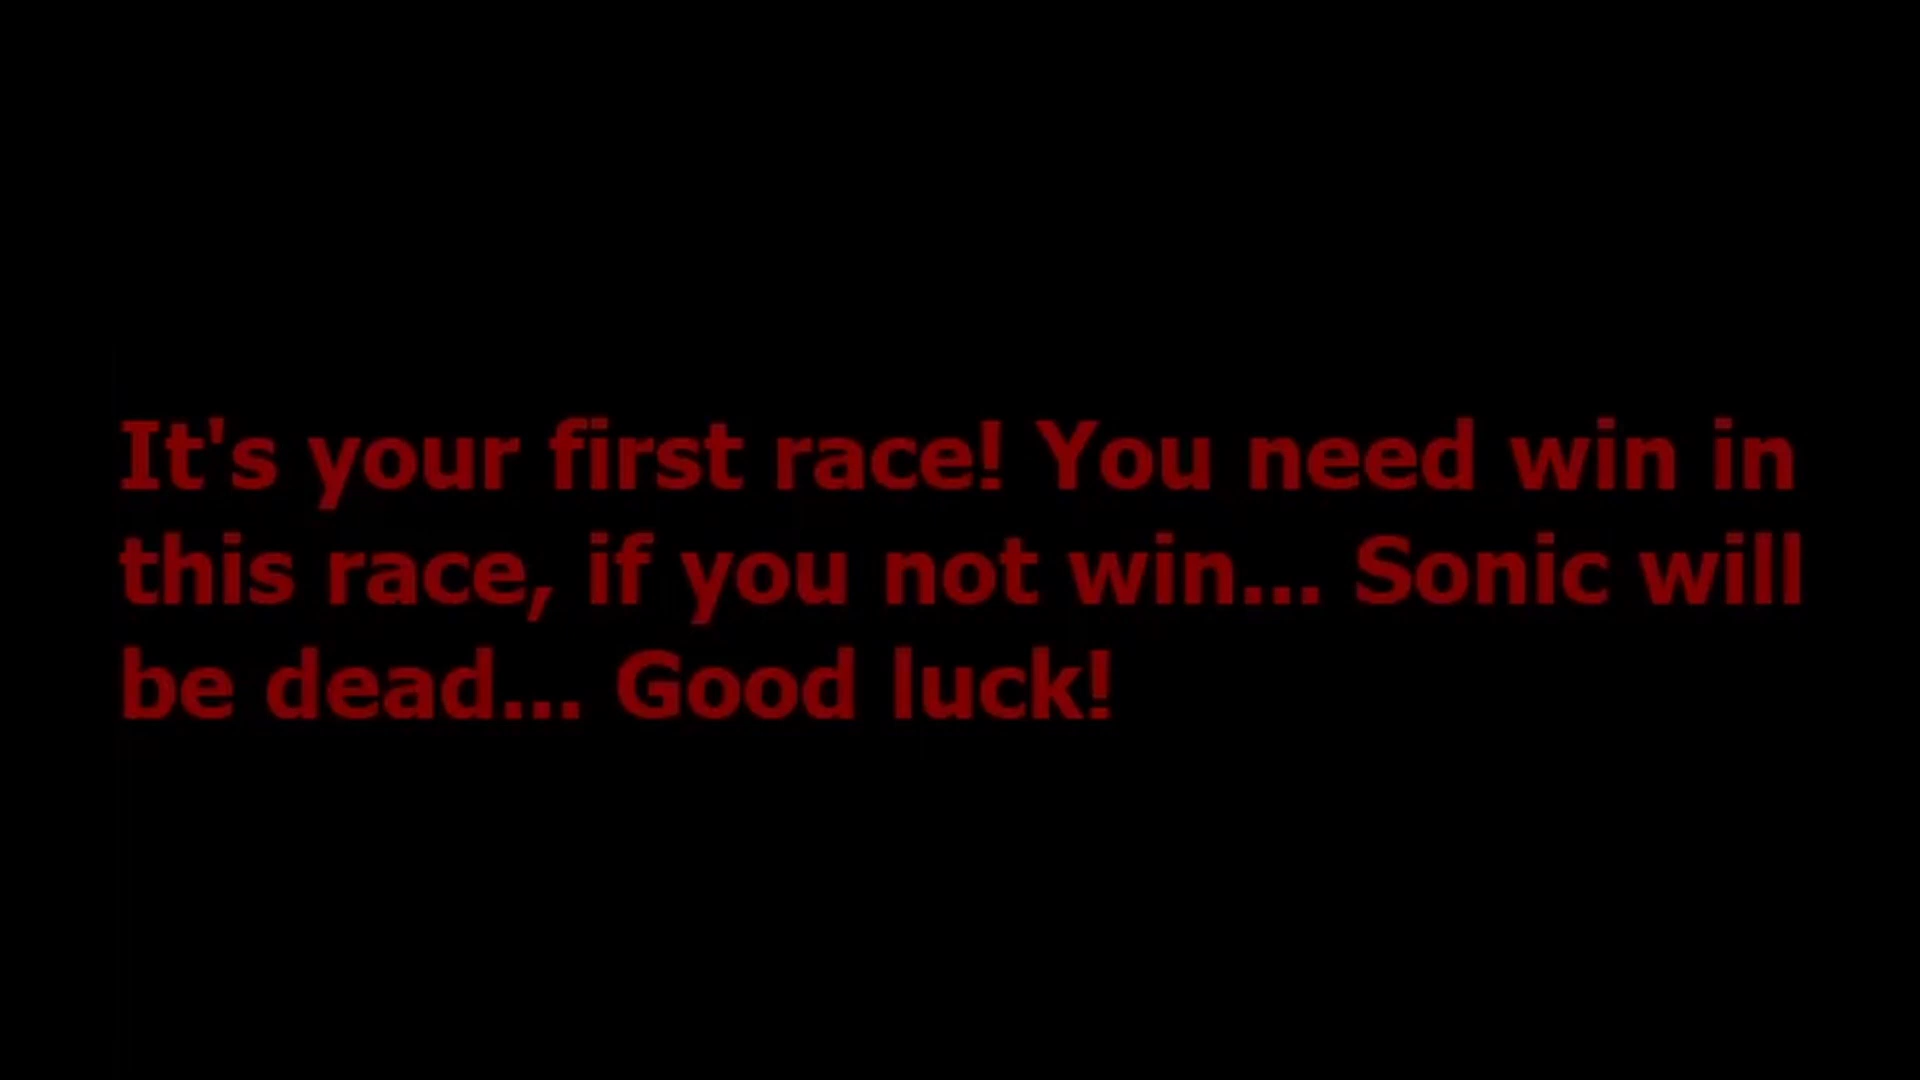 It's your first race! You need win in
this race, if you not win... Sonic will
be dead... Good luck!